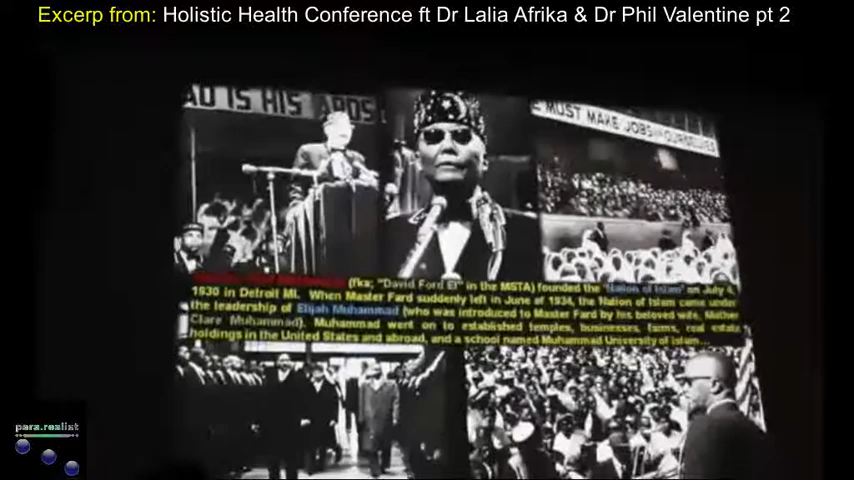 Excerp from: Holistic Health Conference ft Dr Lalia Afrika & Dr Phil Valentine pt 2
AD IS HIS APOS
E MUST MAKE JOBS OURSELVES
(fka; "David Ford El" in the MSTA) founded the "Nation of Islam" on July 4,
1930 in Detroit MI. When Master Fard suddenly left in June of 1934, the Nation of Islam came under
the leadership of Elijah Muhammad (who was introduced to Master Fard by his beloved wife, Mother
Clare Muhammad). Muhammad went on to established temples, businesses, farms, real estate
holdings in the United States and abroad, and a school named Muhammad University of Islam...
para.realist